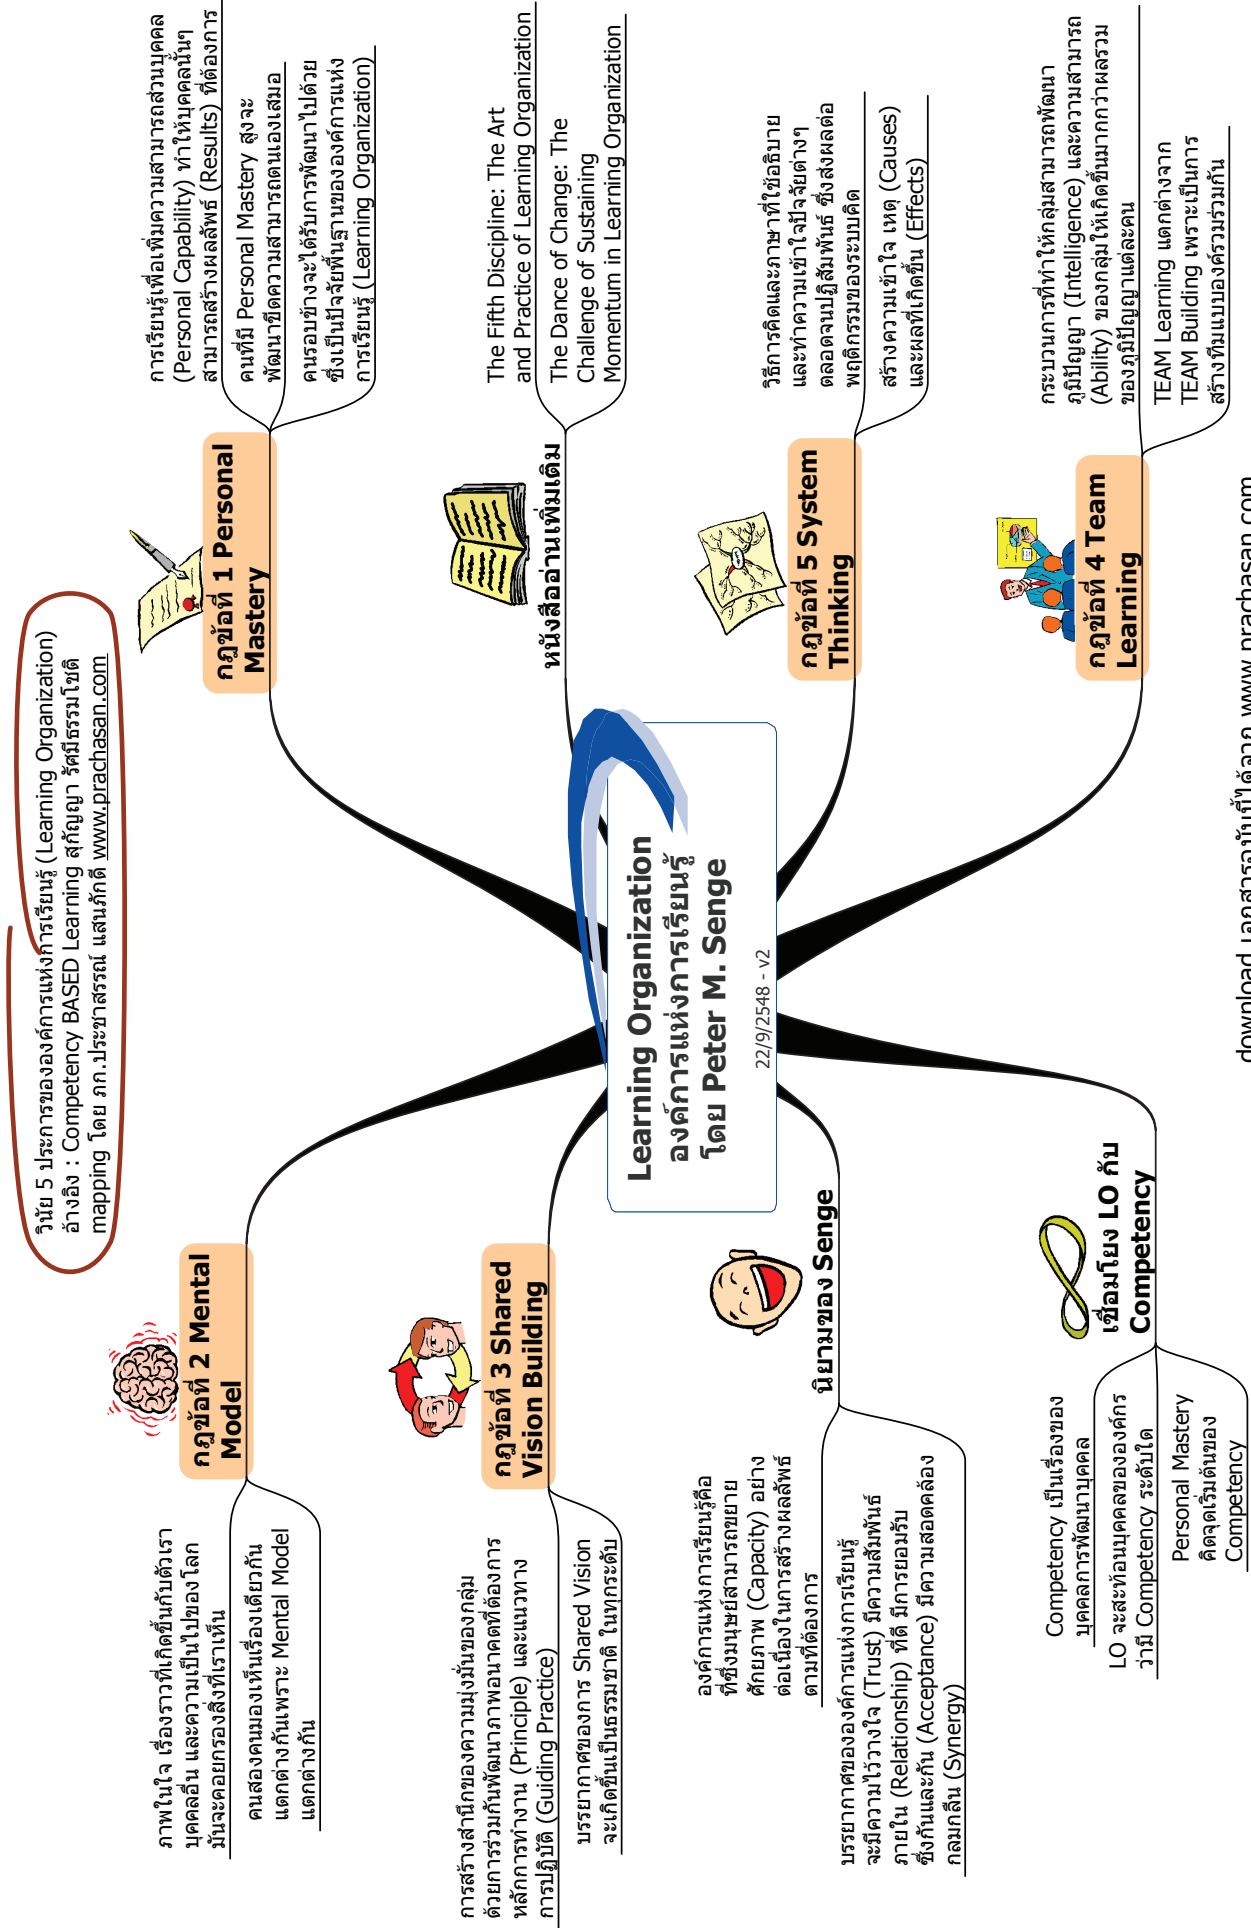 วินัย 5 ประการขององค์การแห่งการเรียนรู้ (Learning Organization)
อ้างอิง : Competency BASED Learning สุกัญญา รัศมีธรรมโชติ
mapping โดย ภก.ประชาสรรณ์ แสนภักดี www.prachasan.com
Learning Organization
องค์การแห่งการเรียนรู้
โดย Peter M. Senge
22/9/2548 - v2
กฎข้อที่ 1 Personal
Mastery
การเรียนรู้เพื่อเพิ่มความสามารถส่วนบุคคล
(Personal Capability) ทำให้บุคคลนั้นๆ
สามารถสร้างผลลัพธ์ (Results) ที่ต้องการ
คนที่มี Personal Mastery สูงจะ
พัฒนาขีดความสามารถตนเองเสมอ
คนรอบข้างจะได้รับการพัฒนาไปด้วย
ซึ่งเป็นปัจจัยพื้นฐานขององค์การแห่ง
การเรียนรู้ (Learning Organization)
หนังสืออ่านเพิ่มเติม
The Fifth Discipline: The Art
and Practice of Learning Organization
The Dance of Change: The
Challenge of Sustaining
Momentum in Learning Organization
กฎข้อที่ 5 System
Thinking
วิธีการคิดและภาษาที่ใช้อธิบาย
และทำความเข้าใจปัจจัยต่างๆ
ตลอดจนปฏิสัมพันธ์ ซึ่งส่งผลต่อ
พฤติกรรมของระบบคิด
สร้างความเข้าใจ เหตุ (Causes)
และผลที่เกิดขึ้น (Effects)
กฎข้อที่ 4 Team
Learning
กระบวนการที่ทำให้กลุ่มสามารถพัฒนา
ภูมิปัญญา (Intelligence) และความสามารถ
(Ability) ของกลุ่มให้เกิดขึ้นมากกว่าผลรวม
ของภูมิปัญญาแต่ละคน
TEAM Learning แตกต่างจาก
TEAM Building เพราะเป็นการ
สร้างทีมแบบองค์รวมร่วมกัน
กฎข้อที่ 2 Mental
Model
ภาพในใจ เรื่องราวที่เกิดขึ้นกับตัวเรา
บุคคลอื่น และความเป็นไปของโลก
มันจะคอยกรองสิ่งที่เราเห็น
คนสองคนมองเห็นเรื่องเดียวกัน
แตกต่างกันเพราะ Mental Model
แตกต่างกัน
กฎข้อที่ 3 Shared
Vision Building
การสร้างสำนึกของความมุ่งมั่นของกลุ่ม
ด้วยการร่วมกันพัฒนาภาพอนาคตที่ต้องการ
หลักการทำงาน (Principle) และแนวทาง
การปฏิบัติ (Guiding Practice)
บรรยากาศของการ Shared Vision
จะเกิดขึ้นเป็นธรรมชาติ ในทุกระดับ
นิยามของ Senge
องค์การแห่งการเรียนรู้คือ
ที่ซึ่งมนุษย์สามารถขยาย
ศักยภาพ (Capacity) อย่าง
ต่อเนื่องในการสร้างผลลัพธ์
ตามที่ต้องการ
บรรยากาศขององค์การแห่งการเรียนรู้
จะมีความไว้วางใจ (Trust) มีความสัมพันธ์
ภายใน (Relationship) ที่ดี มีการยอมรับ
ซึ่งกันและกัน (Acceptance) มีความสอดคล้อง
กลมกลืน (Synergy)
เชื่อมโยง LO กับ
Competency
Competency เป็นเรื่องของ
บุคคลการพัฒนาบุคคล
LO จะสะท้อนบุคคลขององค์กร
ว่ามี Competency ระดับใด
Personal Mastery
คิดจุดเริ่มต้นของ
Competency
download เอกสารฉบับนี้ได้จาก www.prachasan.com